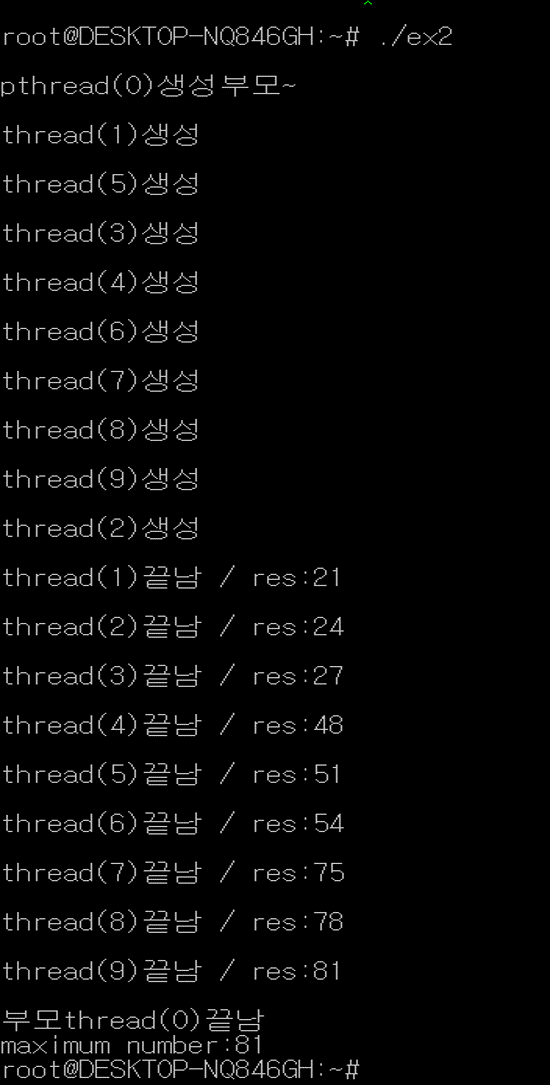 root@DESKTOP-NQ846GH:~# ./ex2
pthread(0)생성부모~
thread(1)생성
thread(5)생성
thread(3)생성
thread(4)생성
thread(6)생성
thread(7)생성
thread(8)생성
thread(9)생성
thread(2)생성
thread(1)끝남 / res:21
thread(2)끝남 / res:24
thread(3)끝남 / res:27
thread(4)끝남 / res:48
thread(5)끝남 / res:51
thread(6)끝남 / res:54
thread(7)끝남 / res:75
thread(8)끝남 / res:78
thread(9)끝남 / res:81
부모thread(0)끝남
maximum number:81
root@DESKTOP-NQ846GH:~#